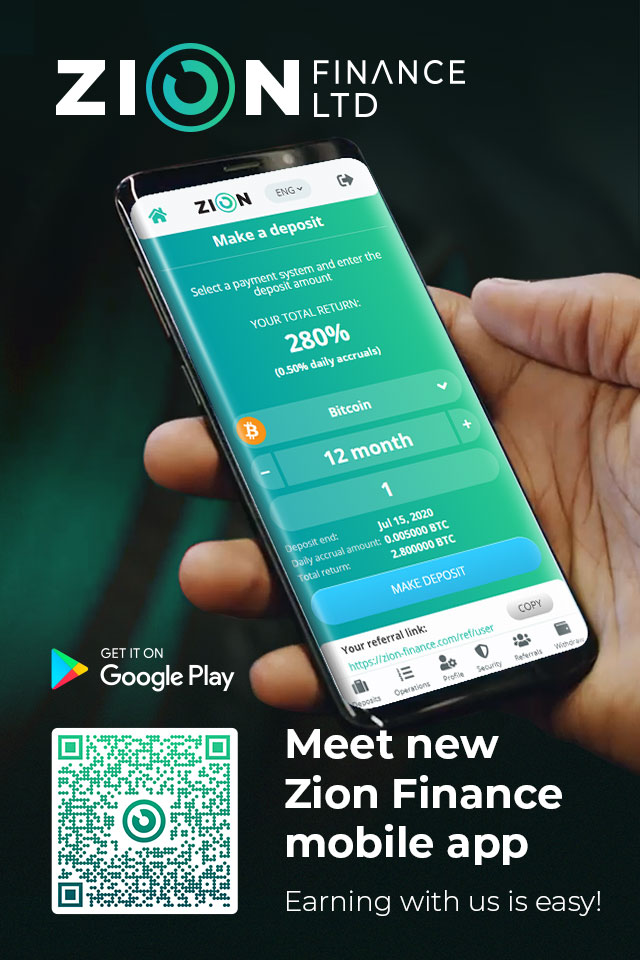 ZION FINANCE
LTD
ZION
ENG
Make a deposit
Select a payment system and enter the
deposit amount
YOUR TOTAL RETURN:
280%
(0.50% daily accruals)
Bitcoin
− 12 month +
1
Deposit end: Jul 15, 2020
Daily accrual amount: 0.005000 BTC
Total return: 2.800000 BTC
MAKE DEPOSIT
Your referral link:
https://zion-finance.com/ref/user
COPY
Deposits
Operations
Profile
Security
Referrals
Withdraw
GET IT ON
Google Play
Meet new
Zion Finance
mobile app
Earning with us is easy!